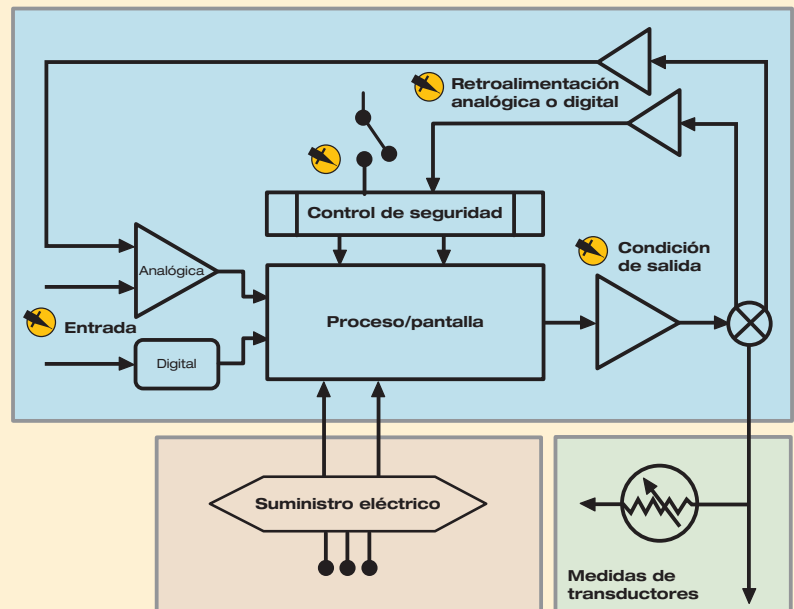 Retroalimentación
analógica o digital
Control de seguridad
Condición
de salida
Analógica
Entrada
Proceso/pantalla
Digital
Suministro eléctrico
Medidas de
transductores